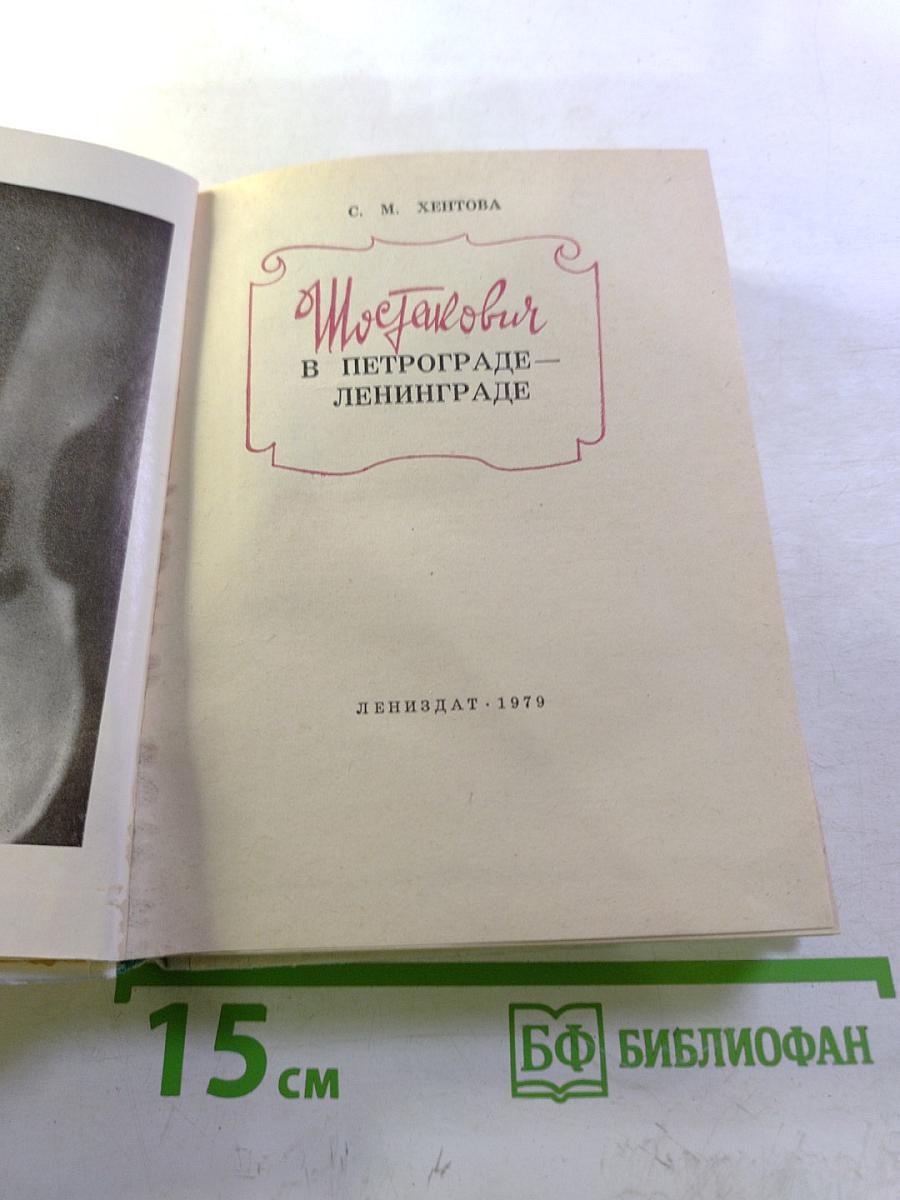 С. М. ХЕНТОВА
Шостакович
В ПЕТРОГРАДЕ—
ЛЕНИНГРАДЕ
ЛЕНИЗДАТ · 1979
15 см
БФ БИБЛИОФАН